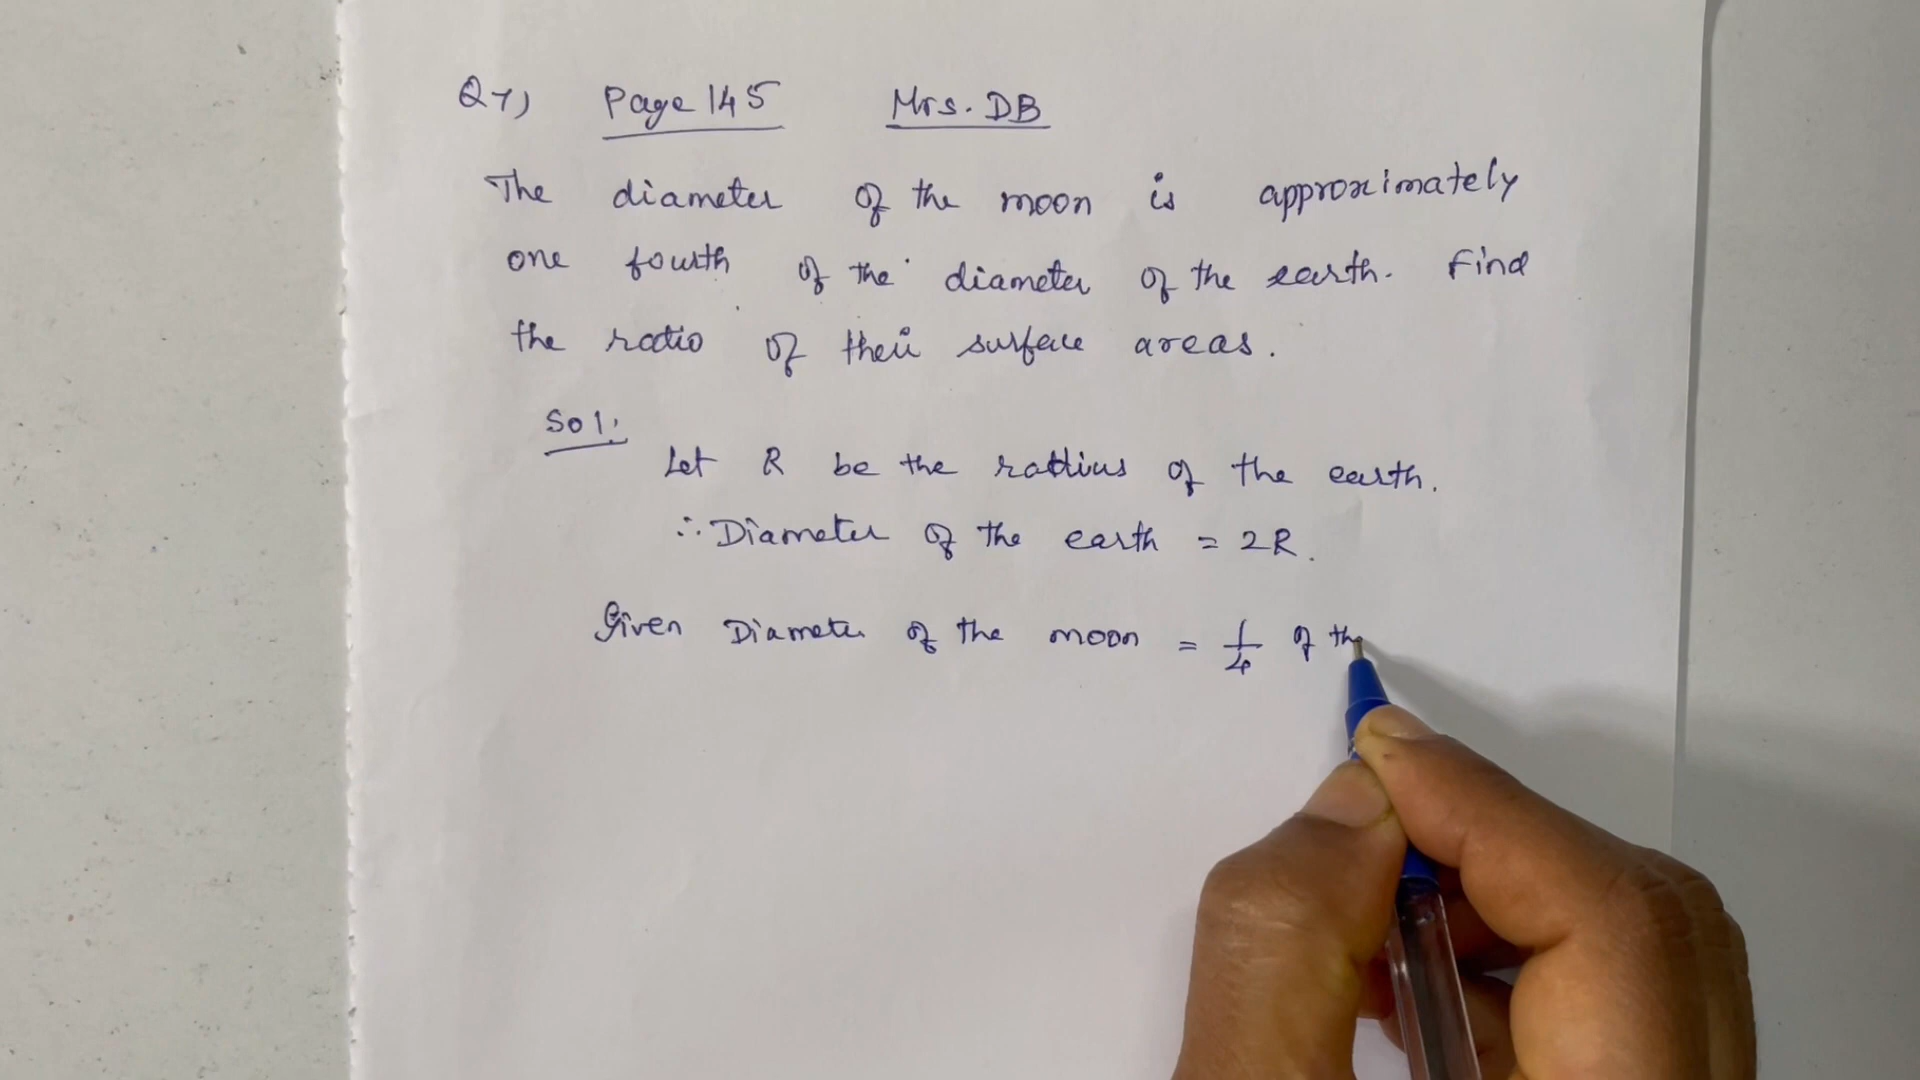 Q7) Page 145 Mrs. DB
The diameter of the moon is approximately
one fourth of the diameter of the earth. Find
the ratio of their surface areas.
Sol:
Let R be the radius of the earth.
∴ Diameter of the earth = 2R.
Given Diameter of the moon = 1/4 of the